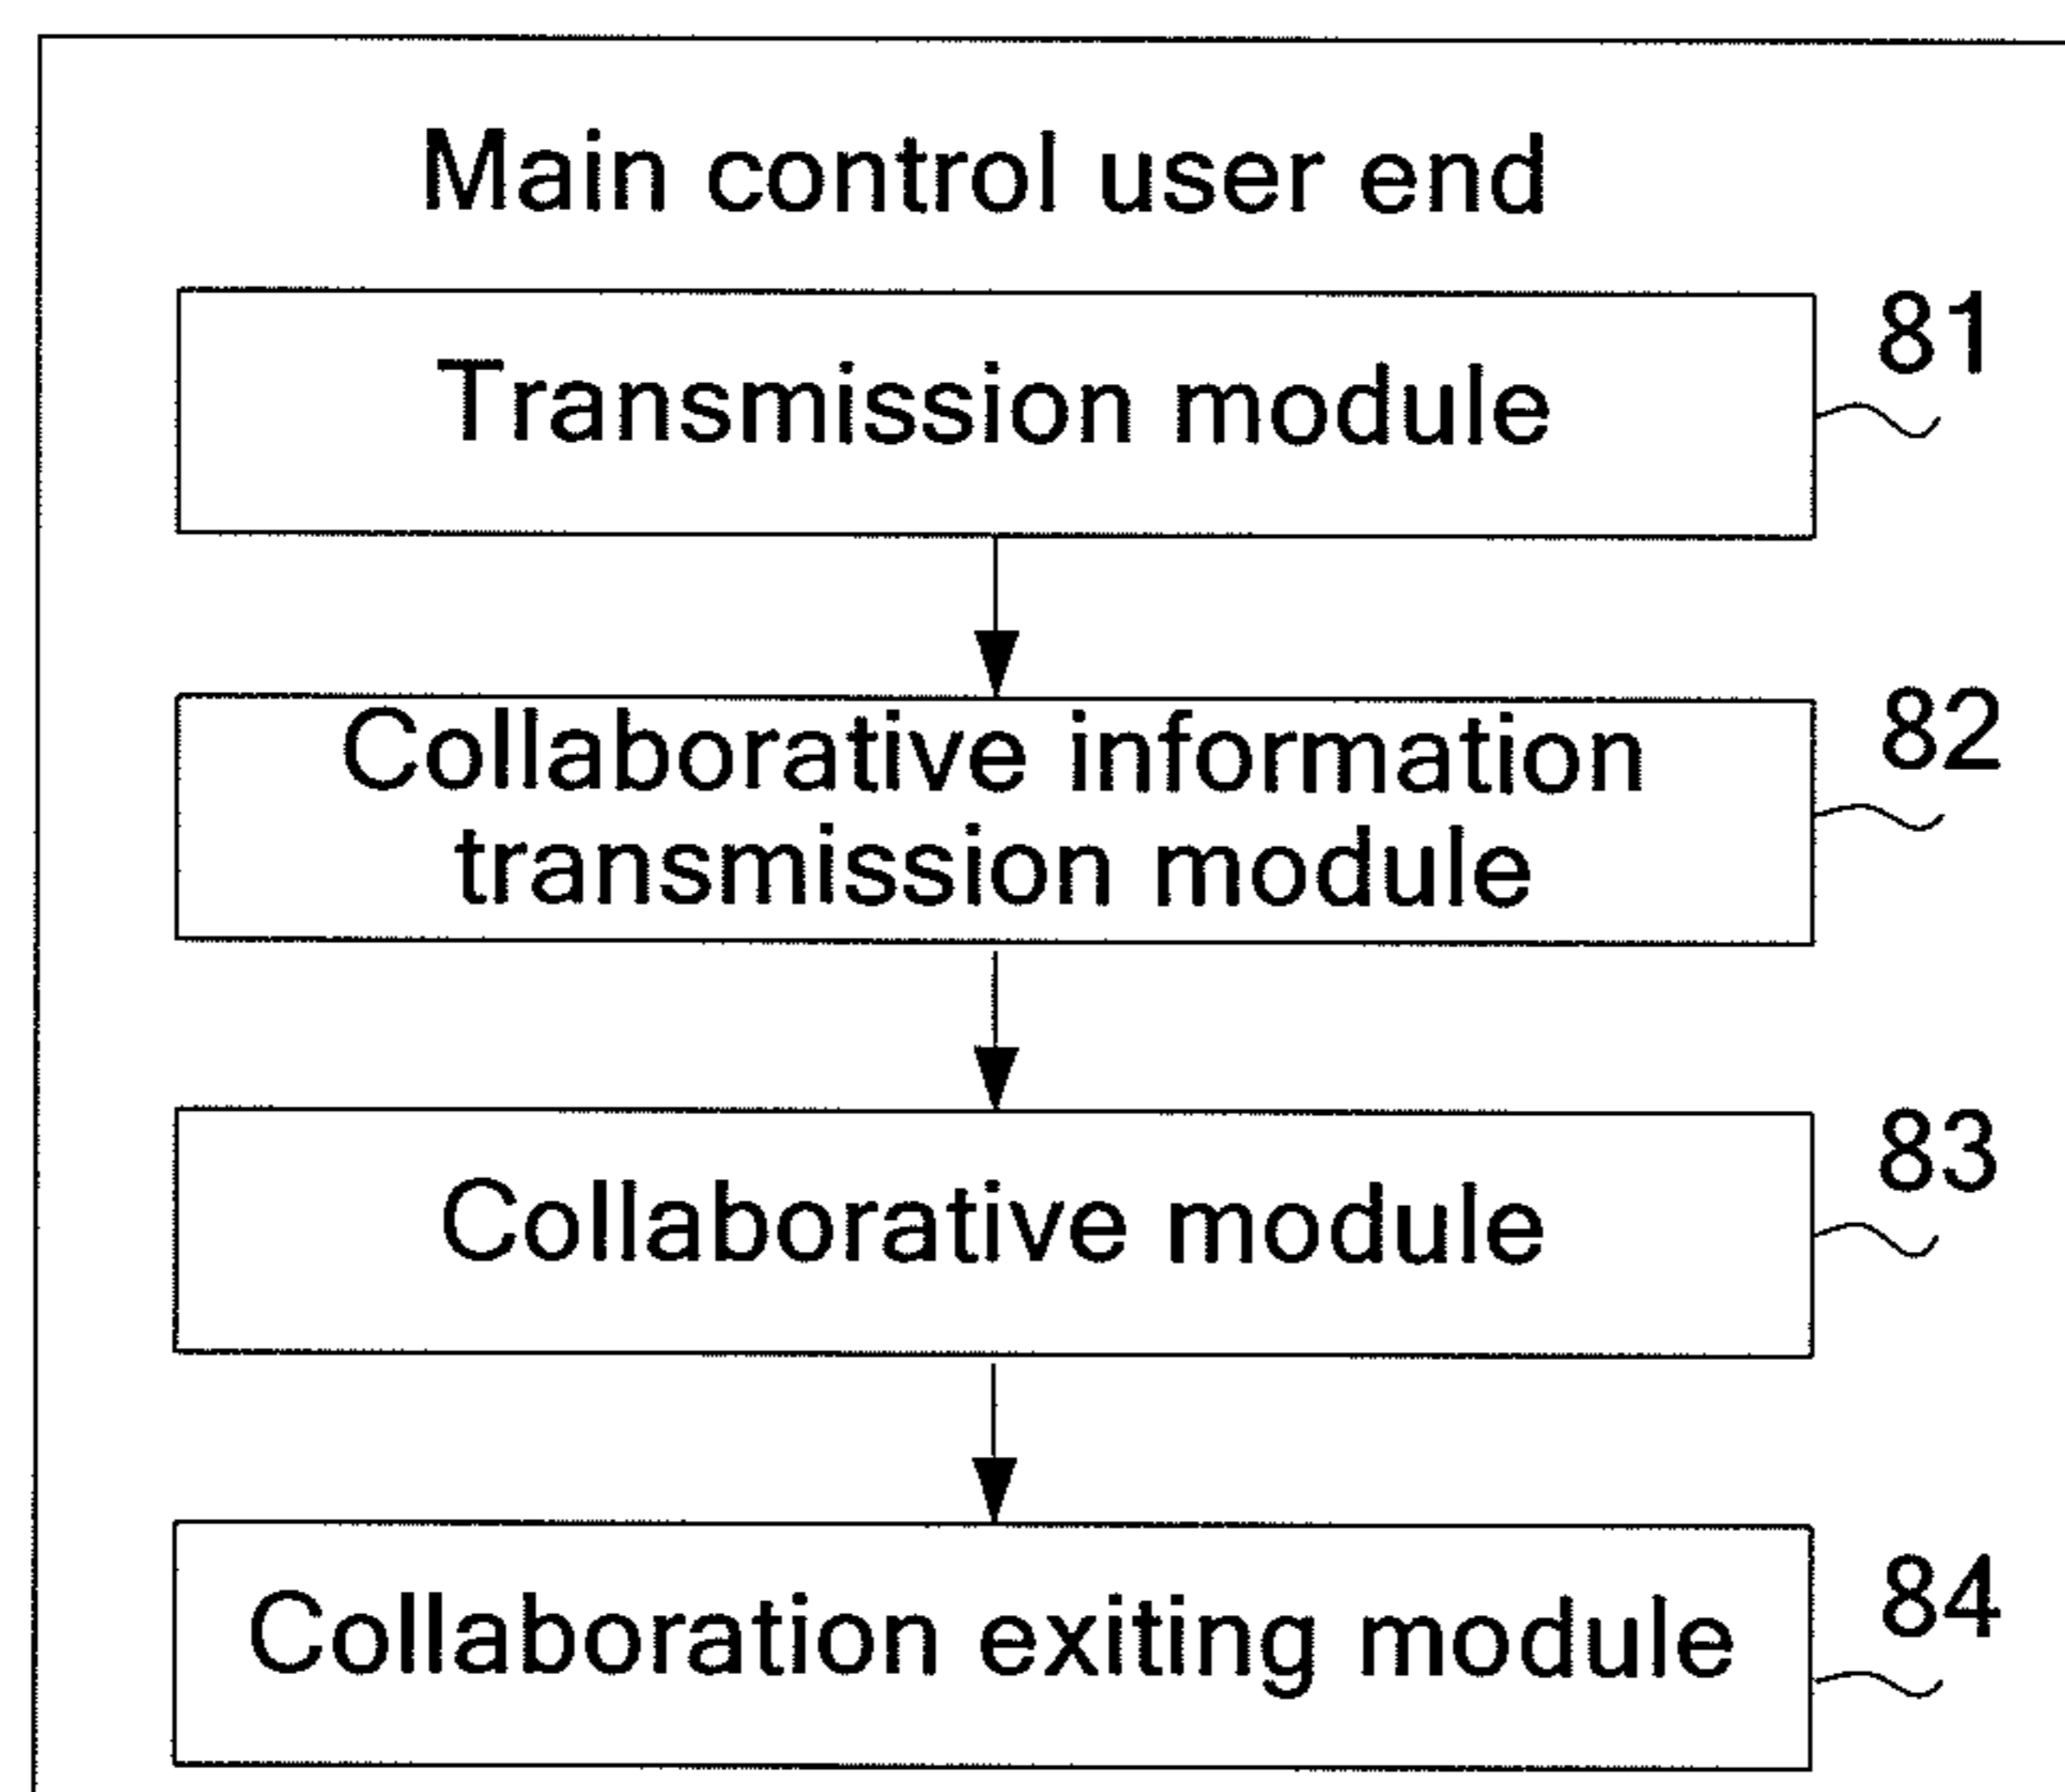 Main control user end
Transmission module
81
Collaborative information
transmission module
82
Collaborative module
83
Collaboration exiting module
84